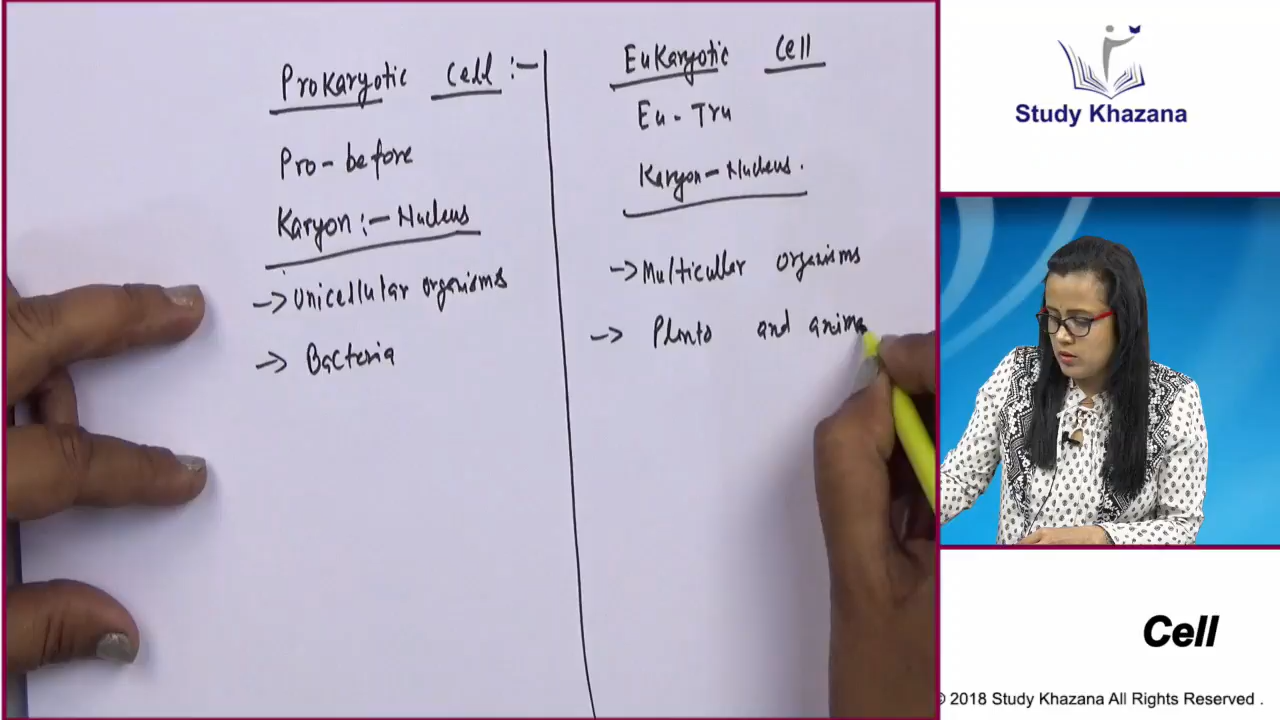 Prokaryotic Cell :-
Pro - before
Karyon :- Nucleus
-> Unicellular organisms
-> Bacteria
Eukaryotic Cell
Eu - Tru
Karyon - Nucleus.
-> Multicullar organisms
-> Plants and anima
Study Khazana
Cell
© 2018 Study Khazana All Rights Reserved .